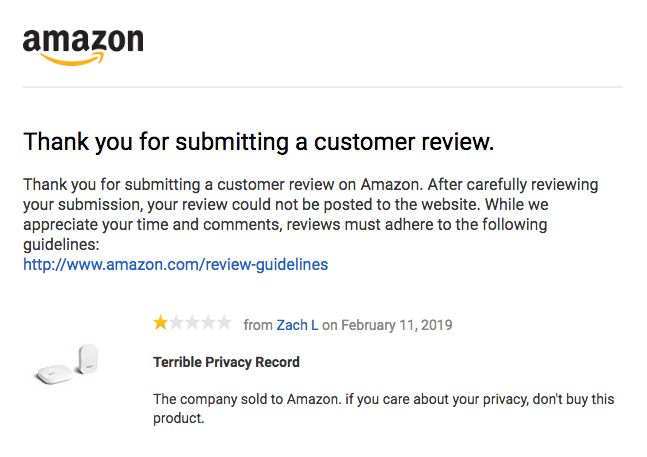 amazon
Thank you for submitting a customer review.
Thank you for submitting a customer review on Amazon. After carefully reviewing
your submission, your review could not be posted to the website. While we
appreciate your time and comments, reviews must adhere to the following
guidelines:
http://www.amazon.com/review-guidelines
from Zach L on February 11, 2019
Terrible Privacy Record
The company sold to Amazon. if you care about your privacy, don't buy this
product.